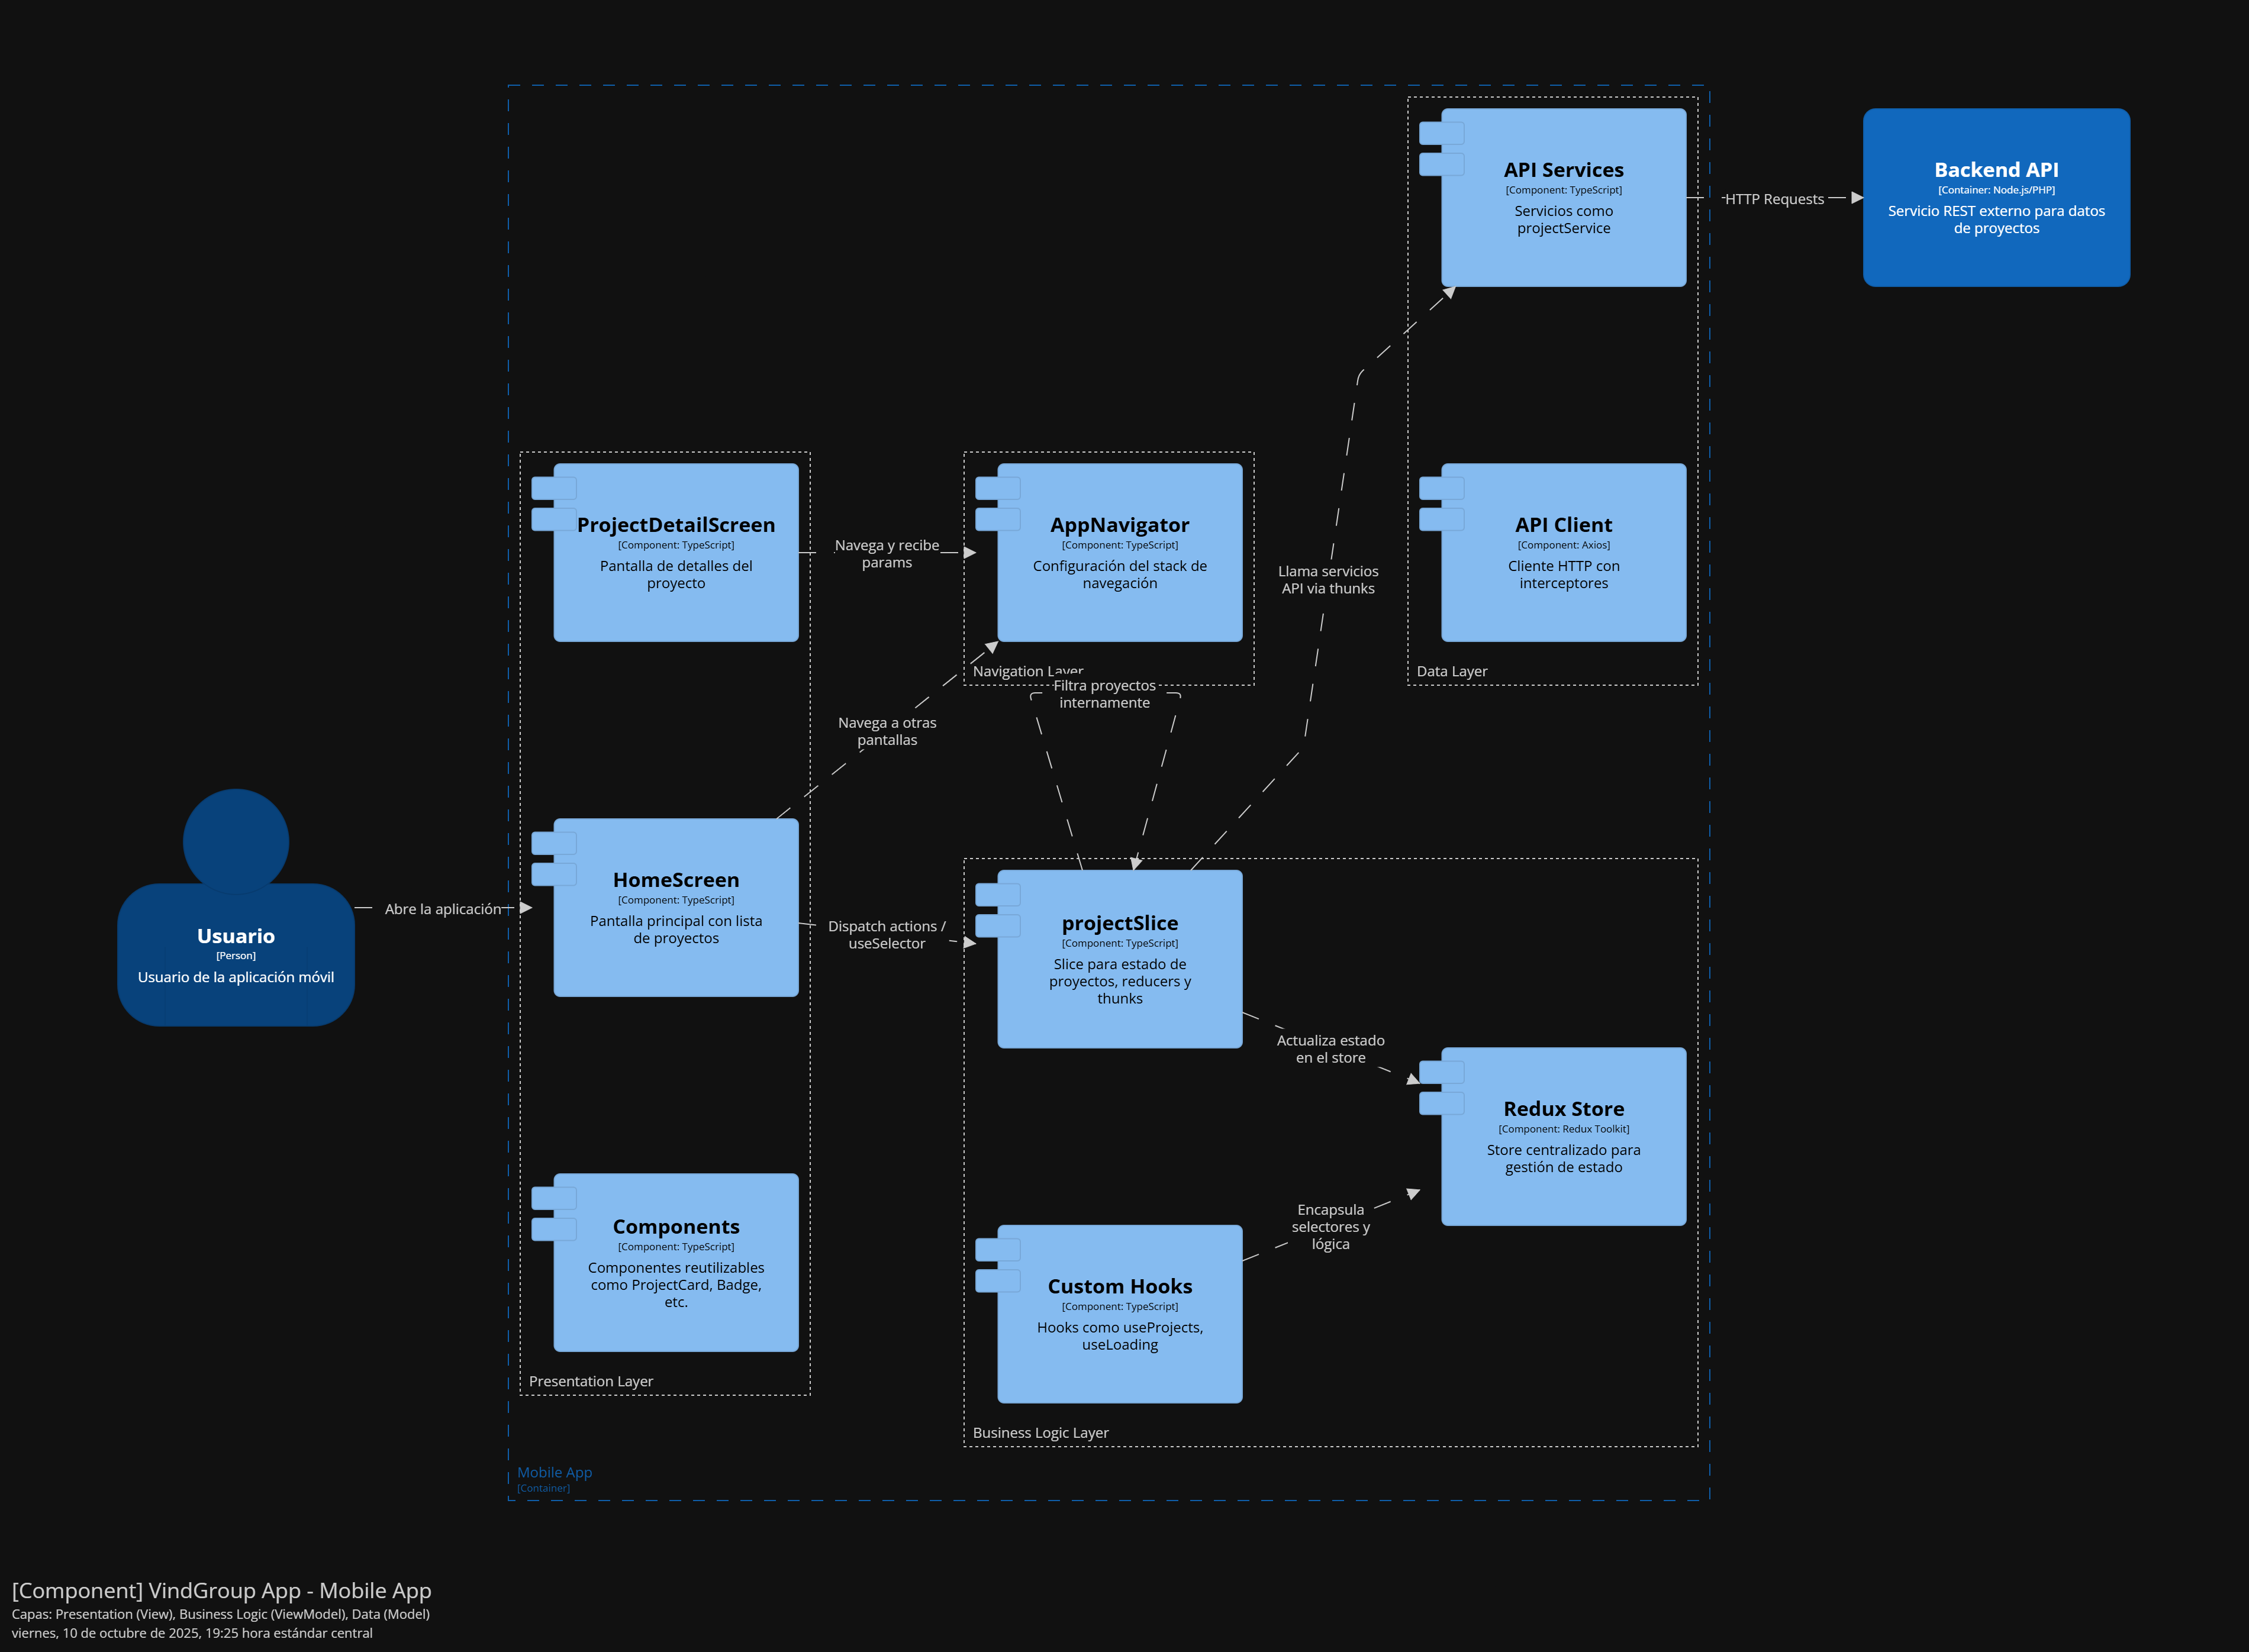 API Services
[Component: TypeScript]
Servicios como
projectService
HTTP Requests
Backend API
[Container: Node.js/PHP]
Servicio REST externo para datos
de proyectos
ProjectDetailScreen
[Component: TypeScript]
Pantalla de detalles del
proyecto
Navega y recibe
params
AppNavigator
[Component: TypeScript]
Configuración del stack de
navegación
Navigation Layer
Llama servicios
API via thunks
API Client
[Component: Axios]
Cliente HTTP con
interceptores
Data Layer
Filtra proyectos
internamente
Navega a otras
pantallas
Usuario
[Person]
Usuario de la aplicación móvil
Abre la aplicación
HomeScreen
[Component: TypeScript]
Pantalla principal con lista
de proyectos
Dispatch actions /
useSelector
projectSlice
[Component: TypeScript]
Slice para estado de
proyectos, reducers y
thunks
Actualiza estado
en el store
Redux Store
[Component: Redux Toolkit]
Store centralizado para
gestión de estado
Components
[Component: TypeScript]
Componentes reutilizables
como ProjectCard, Badge,
etc.
Presentation Layer
Custom Hooks
[Component: TypeScript]
Hooks como useProjects,
useLoading
Encapsula
selectores y
lógica
Business Logic Layer
Mobile App
[Container]
[Component] VindGroup App - Mobile App
Capas: Presentation (View), Business Logic (ViewModel), Data (Model)
viernes, 10 de octubre de 2025, 19:25 hora estándar central